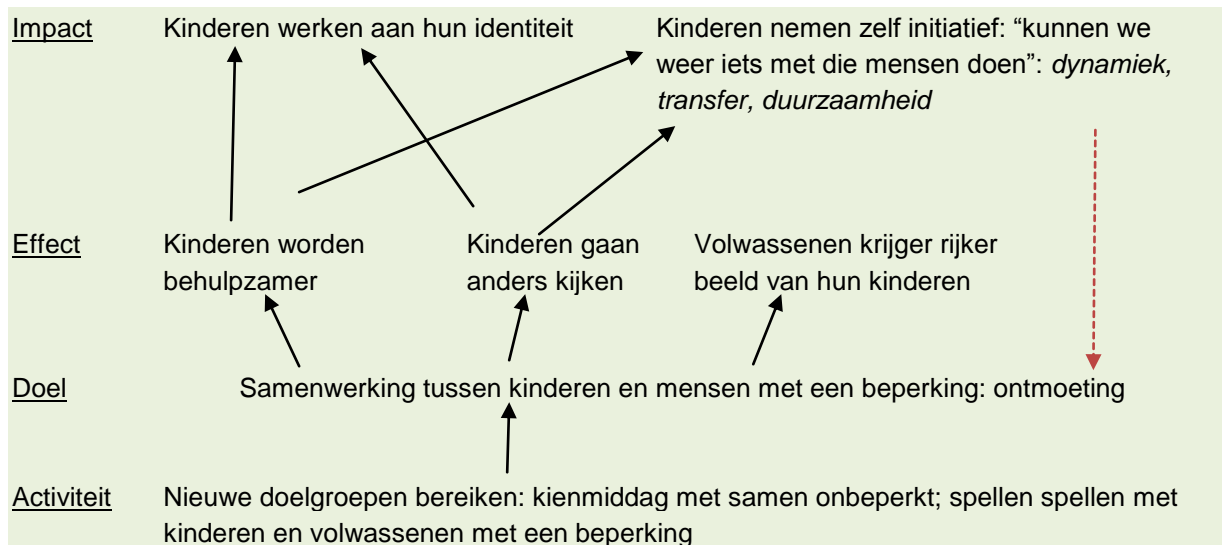 Impact Kinderen werken aan hun identiteit Kinderen nemen zelf initiatief: “kunnen we
weer iets met die mensen doen”: dynamiek,
transfer, duurzaamheid
Effect Kinderen worden Kinderen gaan Volwassenen krijger rijker
behulpzamer anders kijken beeld van hun kinderen
Doel Samenwerking tussen kinderen en mensen met een beperking: ontmoeting
Activiteit Nieuwe doelgroepen bereiken: kienmiddag met samen onbeperkt; spellen spellen met
kinderen en volwassenen met een beperking